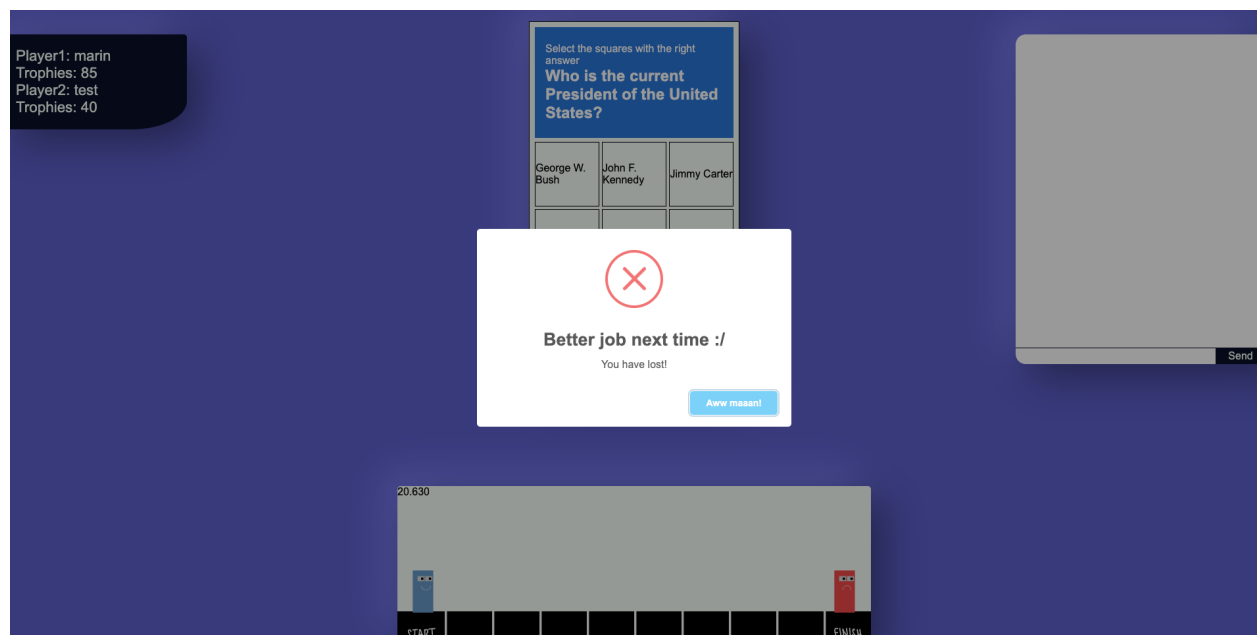 Player1: marin
Trophies: 85
Player2: test
Trophies: 40
Select the squares with the right
answer
Who is the current
President of the United
States?
George W.
Bush
John F.
Kennedy
Jimmy Carter
Better job next time :/
You have lost!
Aww maaan!
Send
20.630
START
FINISH